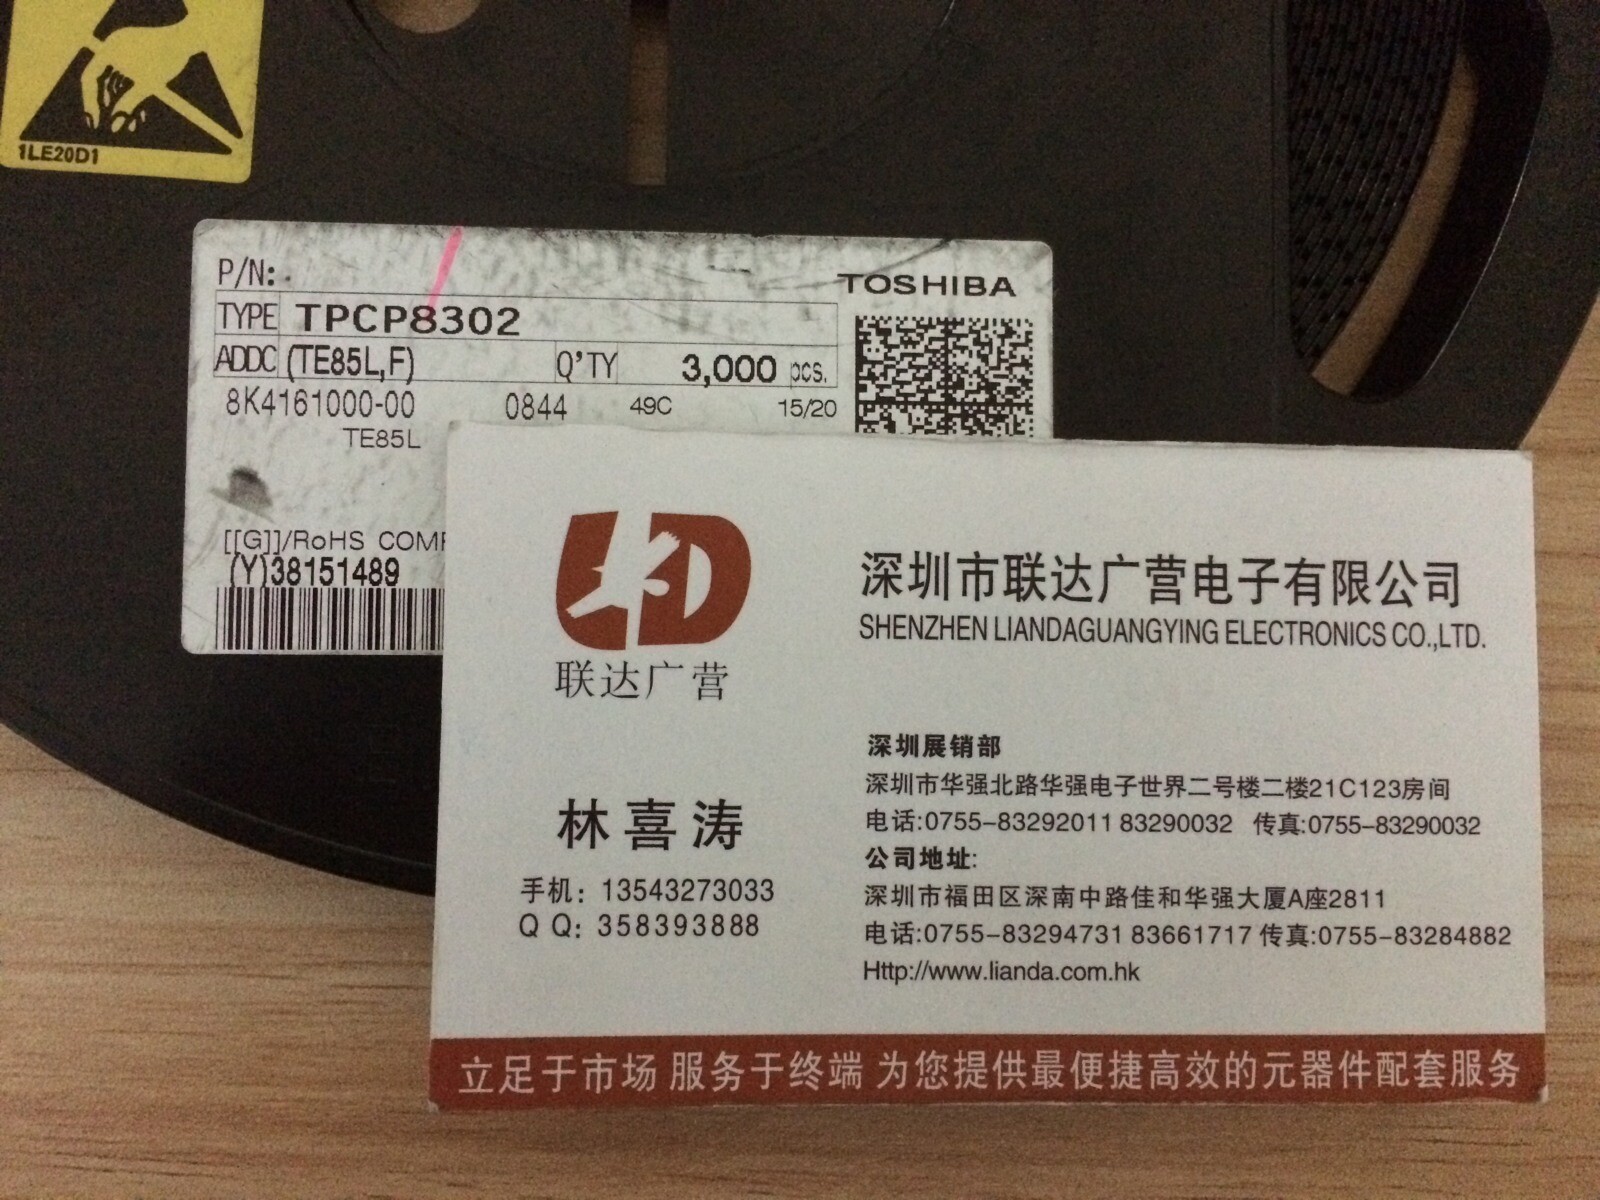 1LE20D1
P/N:
TOSHIBA
TYPE TPCP8302
ADDC (TE85L,F) Q'TY 3,000 pcs.
8K4161000-00 0844 49C 15/20
TE85L
[[G]]/RoHS COMP
(Y)38151489
LD
联达广营
深圳市联达广营电子有限公司
SHENZHEN LIANDAGUANGYING ELECTRONICS CO.,LTD.
林喜涛
手机: 13543273033
Q Q: 358393888
深圳展销部
深圳市华强北路华强电子世界二号楼二楼21C123房间
电话:0755-83292011 83290032 传真:0755-83290032
公司地址:
深圳市福田区深南中路佳和华强大厦A座2811
电话:0755-83294731 83661717 传真:0755-83284882
Http://www.lianda.com.hk
立足于市场 服务于终端 为您提供最便捷高效的元器件配套服务